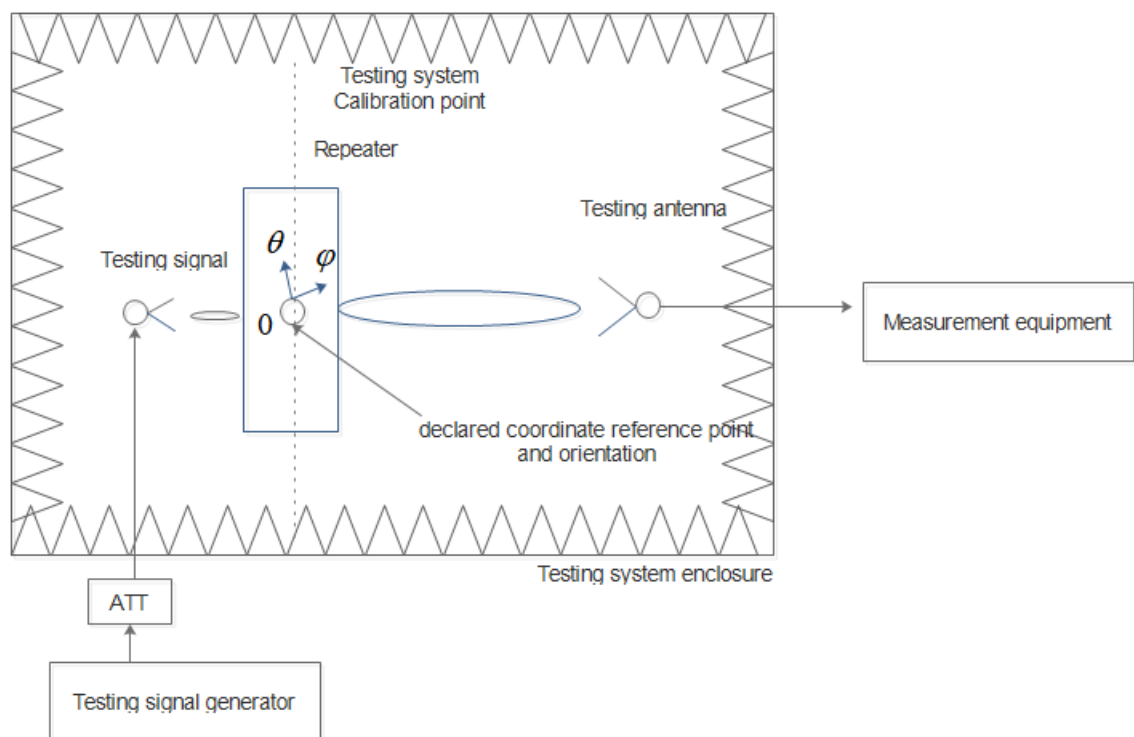 Testing system
Calibration point
Repeater
Testing antenna
θ
φ
Testing signal
0
Measurement equipment
declared coordinate reference point
and orientation
Testing system enclosure
ATT
Testing signal generator